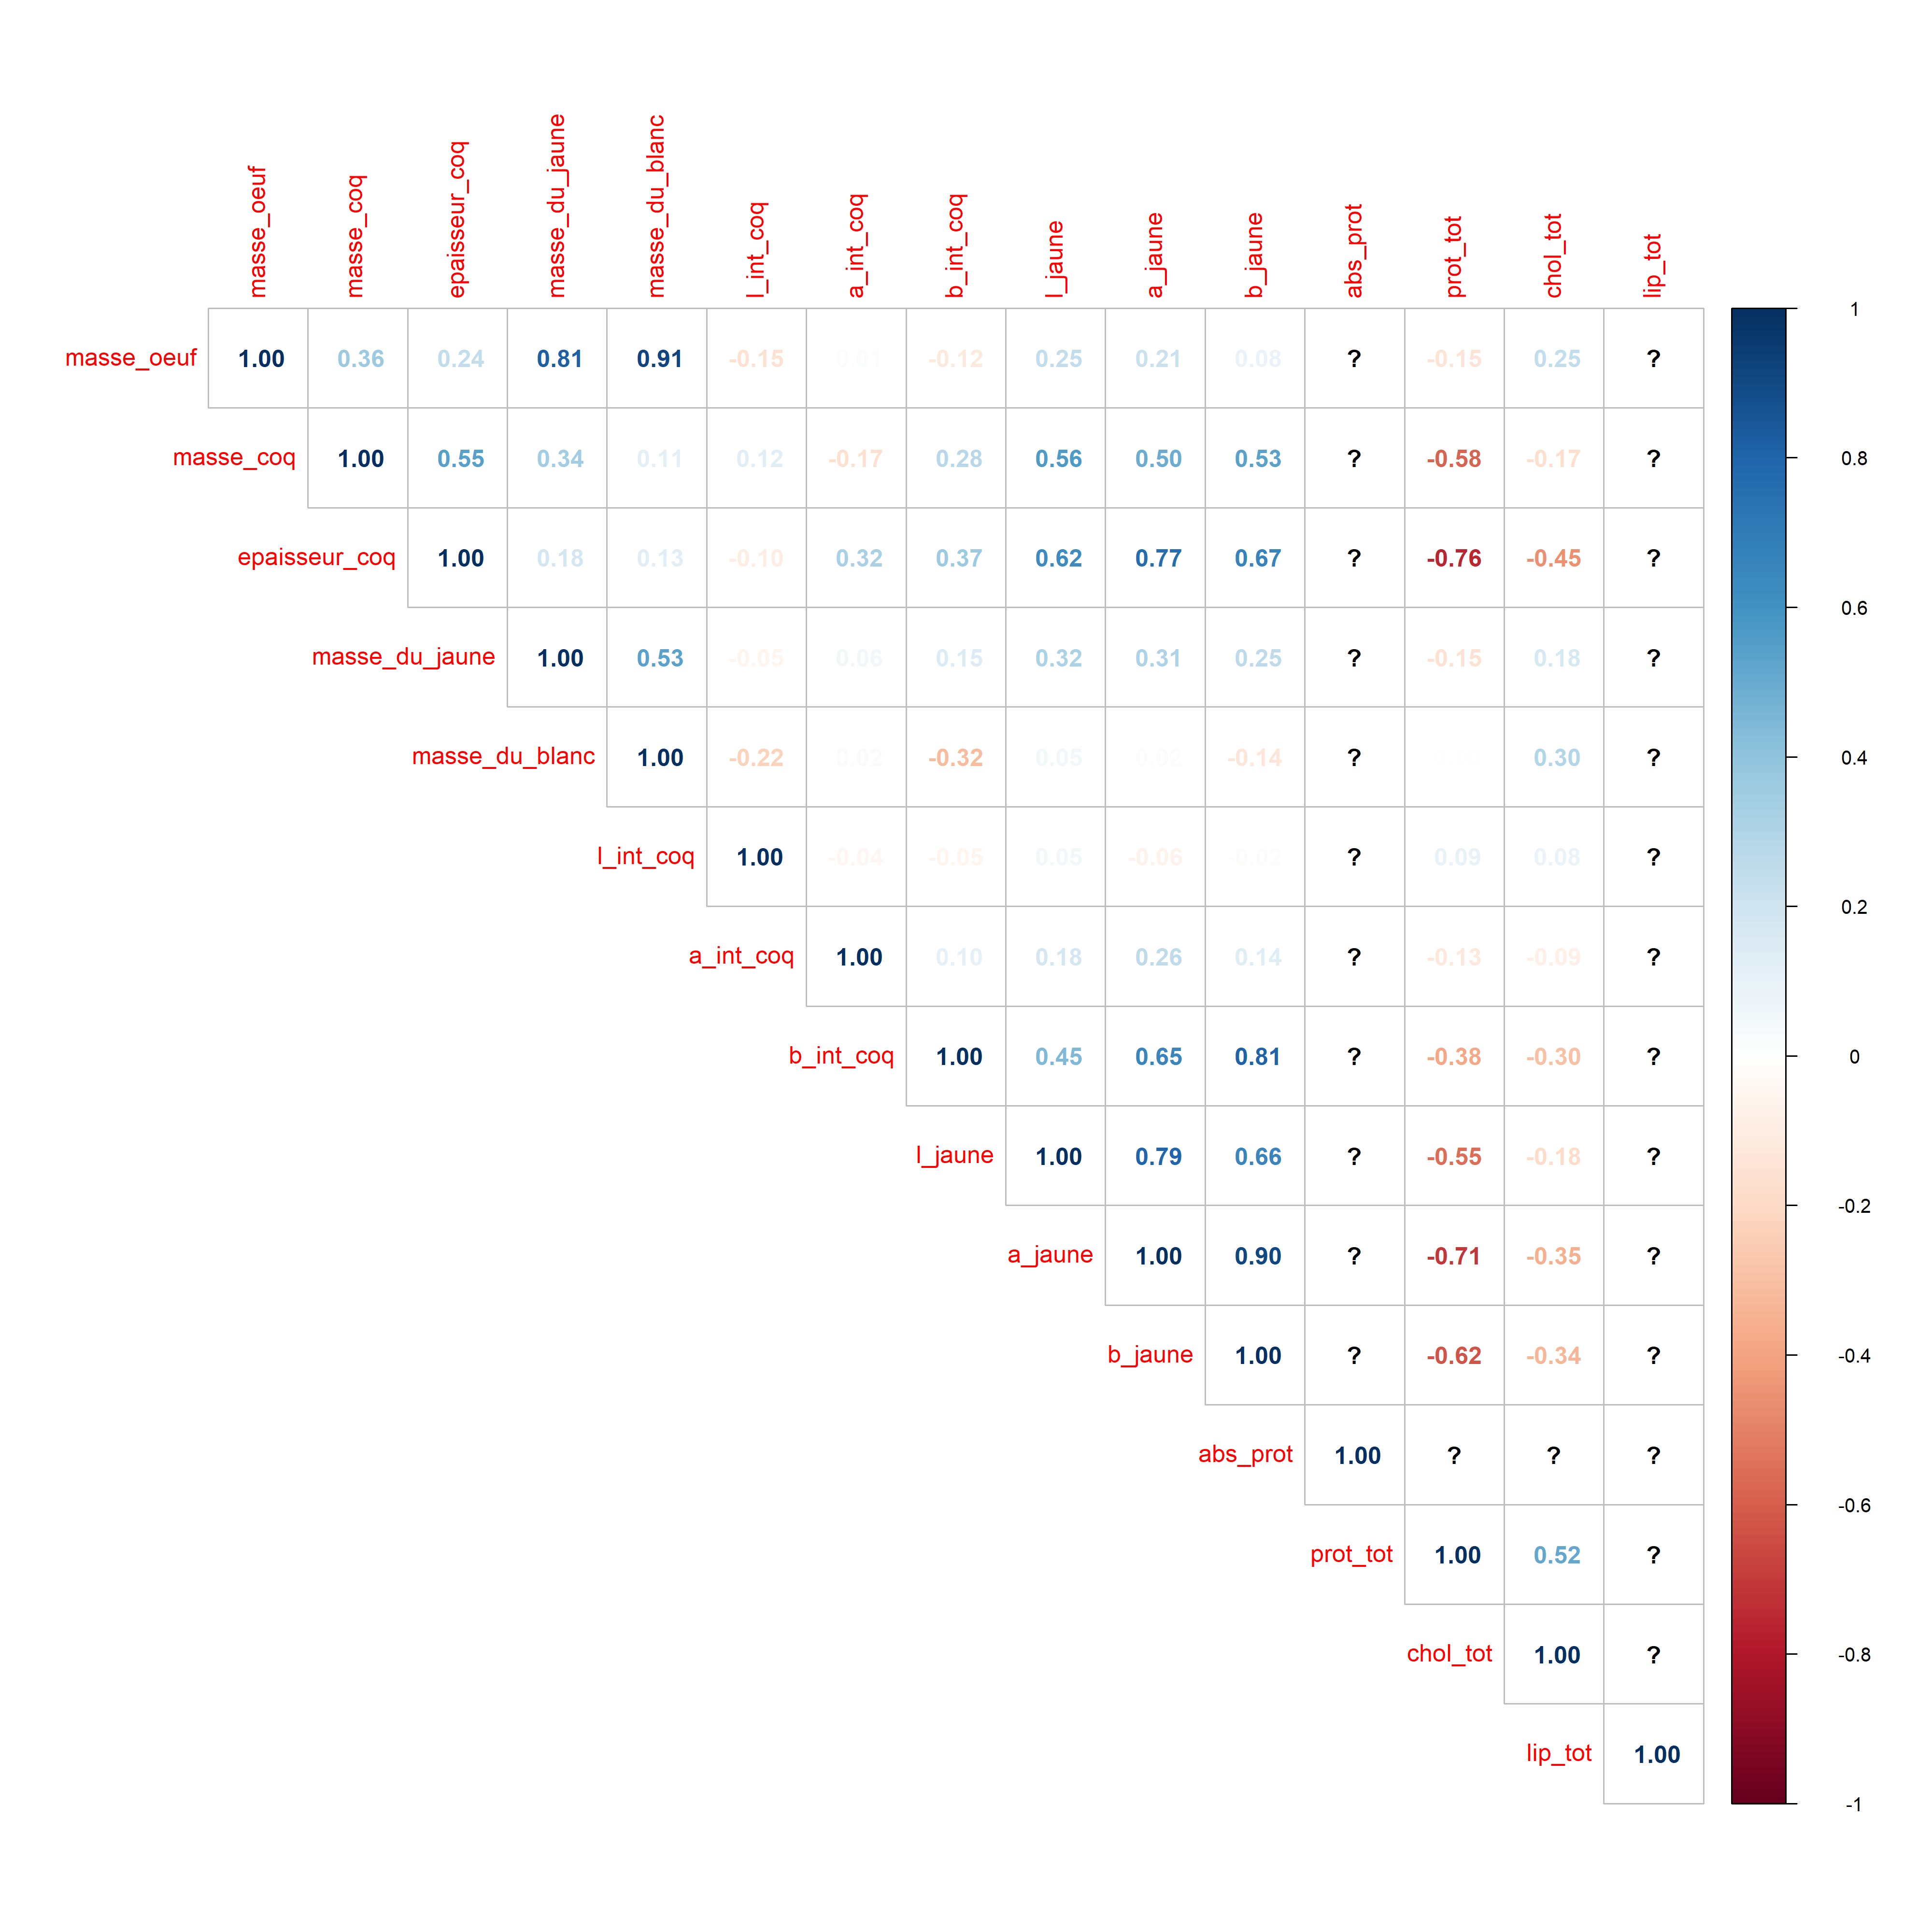 masse_oeuf masse_coq epaisseur_coq masse_du_jaune masse_du_blanc l_int_coq a_int_coq b_int_coq l_jaune a_jaune b_jaune abs_prot prot_tot chol_tot lip_tot
masse_oeuf 1.00 0.36 0.24 0.81 0.91 -0.15 0.01 -0.12 0.25 0.21 0.08 ? -0.15 0.25 ?
masse_coq 1.00 0.55 0.34 0.11 0.12 -0.17 0.28 0.56 0.50 0.53 ? -0.58 -0.17 ?
epaisseur_coq 1.00 0.18 0.13 -0.10 0.32 0.37 0.62 0.77 0.67 ? -0.76 -0.45 ?
masse_du_jaune 1.00 0.53 -0.05 0.06 0.15 0.32 0.31 0.25 ? -0.15 0.18 ?
masse_du_blanc 1.00 -0.22 0.02 -0.32 0.05 0.02 -0.14 ? 0.30 ?
l_int_coq 1.00 -0.04 -0.05 0.05 -0.06 -0.02 ? 0.09 0.08 ?
a_int_coq 1.00 0.10 0.18 0.26 0.14 ? -0.13 -0.09 ?
b_int_coq 1.00 0.45 0.65 0.81 ? -0.38 -0.30 ?
l_jaune 1.00 0.79 0.66 ? -0.55 -0.18 ?
a_jaune 1.00 0.90 ? -0.71 -0.35 ?
b_jaune 1.00 ? -0.62 -0.34 ?
abs_prot 1.00 ? ? ?
prot_tot 1.00 0.52 ?
chol_tot 1.00 ?
lip_tot 1.00
1
0.8
0.6
0.4
0.2
0
-0.2
-0.4
-0.6
-0.8
-1